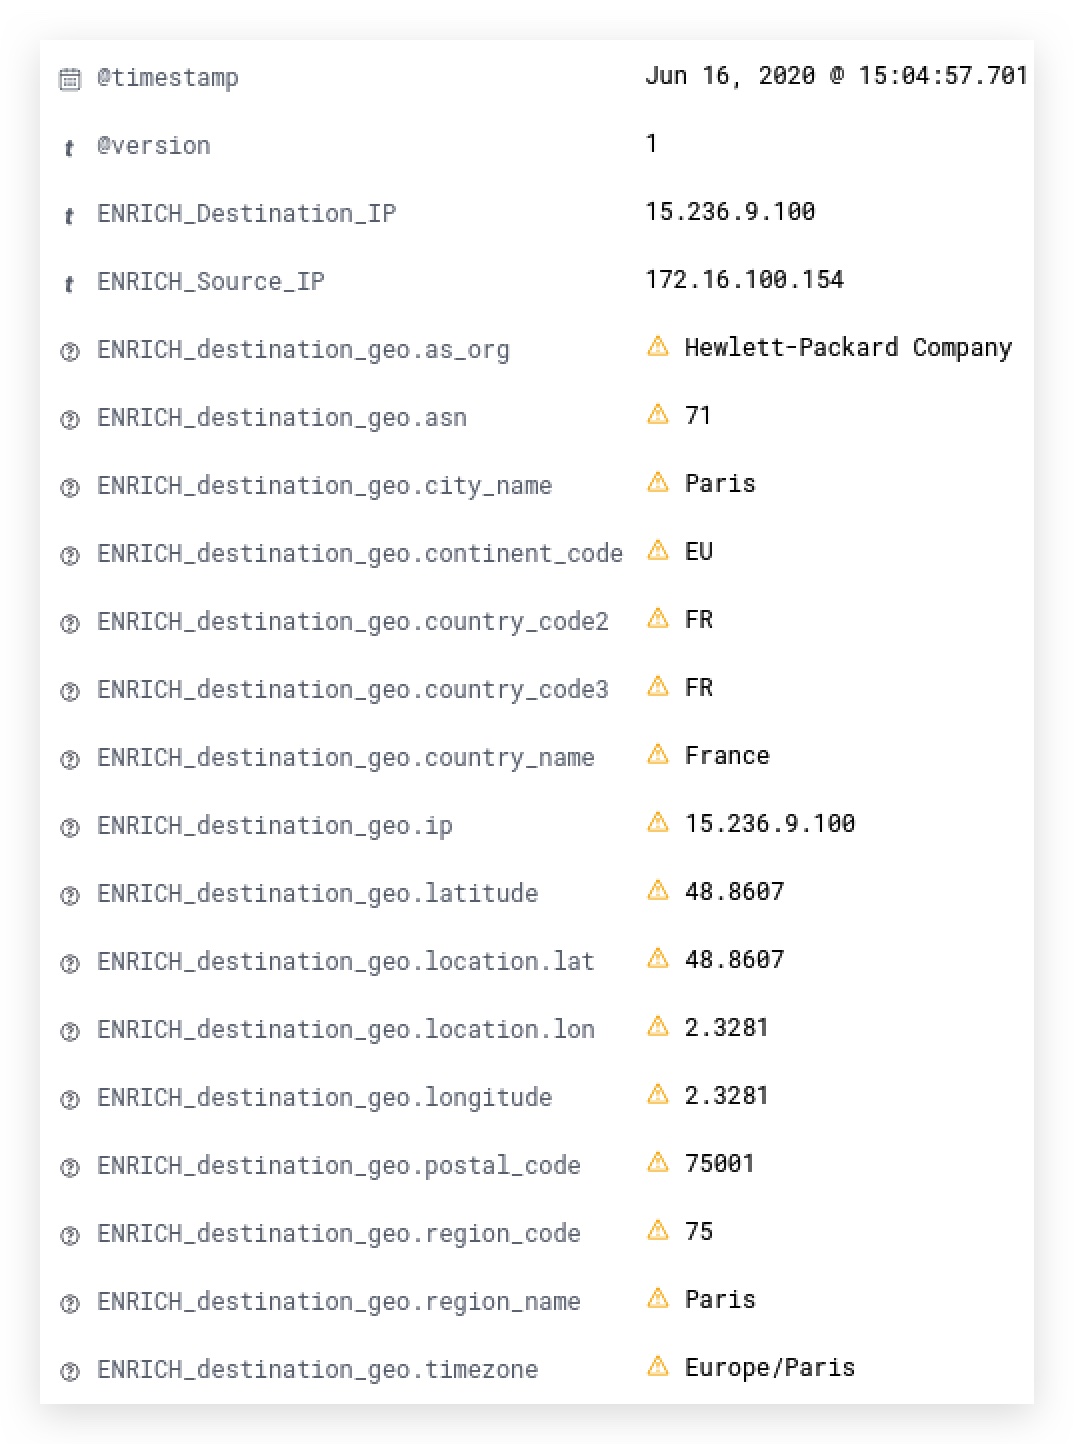 @timestamp Jun 16, 2020 @ 15:04:57.701
t @version 1
t ENRICH_Destination_IP 15.236.9.100
t ENRICH_Source_IP 172.16.100.154
? ENRICH_destination_geo.as_org Hewlett-Packard Company
? ENRICH_destination_geo.asn 71
? ENRICH_destination_geo.city_name Paris
? ENRICH_destination_geo.continent_code EU
? ENRICH_destination_geo.country_code2 FR
? ENRICH_destination_geo.country_code3 FR
? ENRICH_destination_geo.country_name France
? ENRICH_destination_geo.ip 15.236.9.100
? ENRICH_destination_geo.latitude 48.8607
? ENRICH_destination_geo.location.lat 48.8607
? ENRICH_destination_geo.location.lon 2.3281
? ENRICH_destination_geo.longitude 2.3281
? ENRICH_destination_geo.postal_code 75001
? ENRICH_destination_geo.region_code 75
? ENRICH_destination_geo.region_name Paris
? ENRICH_destination_geo.timezone Europe/Paris